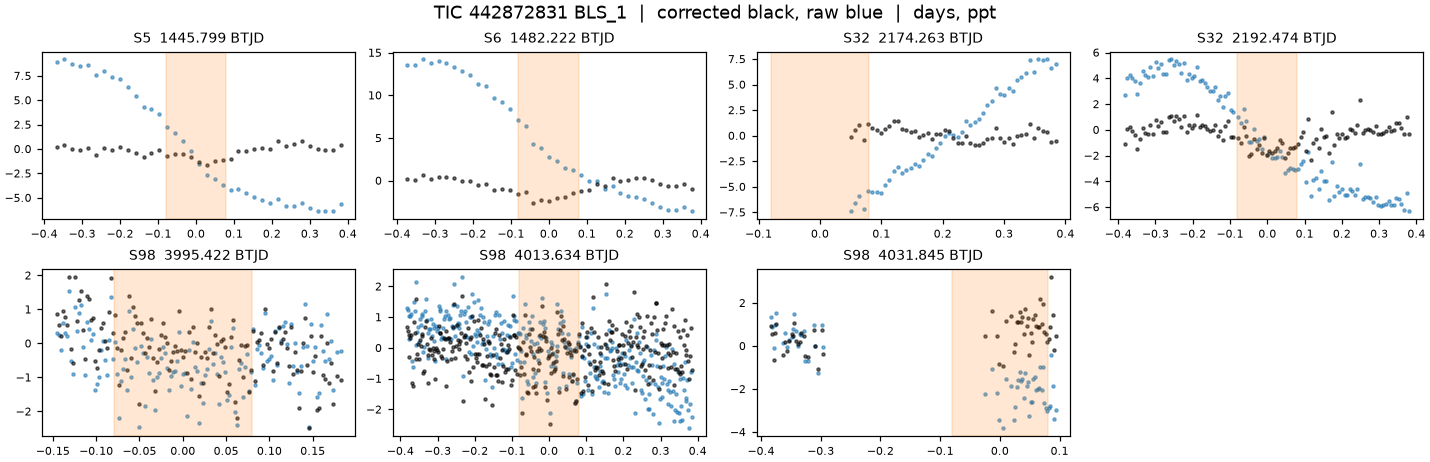 TIC 442872831 BLS_1 | corrected black, raw blue | days, ppt
S5 1445.799 BTJD
S6 1482.222 BTJD
S32 2174.263 BTJD
S32 2192.474 BTJD
7.5
5.0
2.5
0.0
−2.5
−5.0
−0.4 −0.3 −0.2 −0.1 0.0 0.1 0.2 0.3 0.4
15
10
5
0
−0.4 −0.3 −0.2 −0.1 0.0 0.1 0.2 0.3 0.4
7.5
5.0
2.5
0.0
−2.5
−5.0
−7.5
−0.1 0.0 0.1 0.2 0.3 0.4
6
4
2
0
−2
−4
−6
−0.4 −0.3 −0.2 −0.1 0.0 0.1 0.2 0.3 0.4
S98 3995.422 BTJD
S98 4013.634 BTJD
S98 4031.845 BTJD
2
1
0
−1
−2
−0.15 −0.10 −0.05 0.00 0.05 0.10 0.15
2
1
0
−1
−2
−0.4 −0.3 −0.2 −0.1 0.0 0.1 0.2 0.3 0.4
2
0
−2
−4
−0.4 −0.3 −0.2 −0.1 0.0 0.1